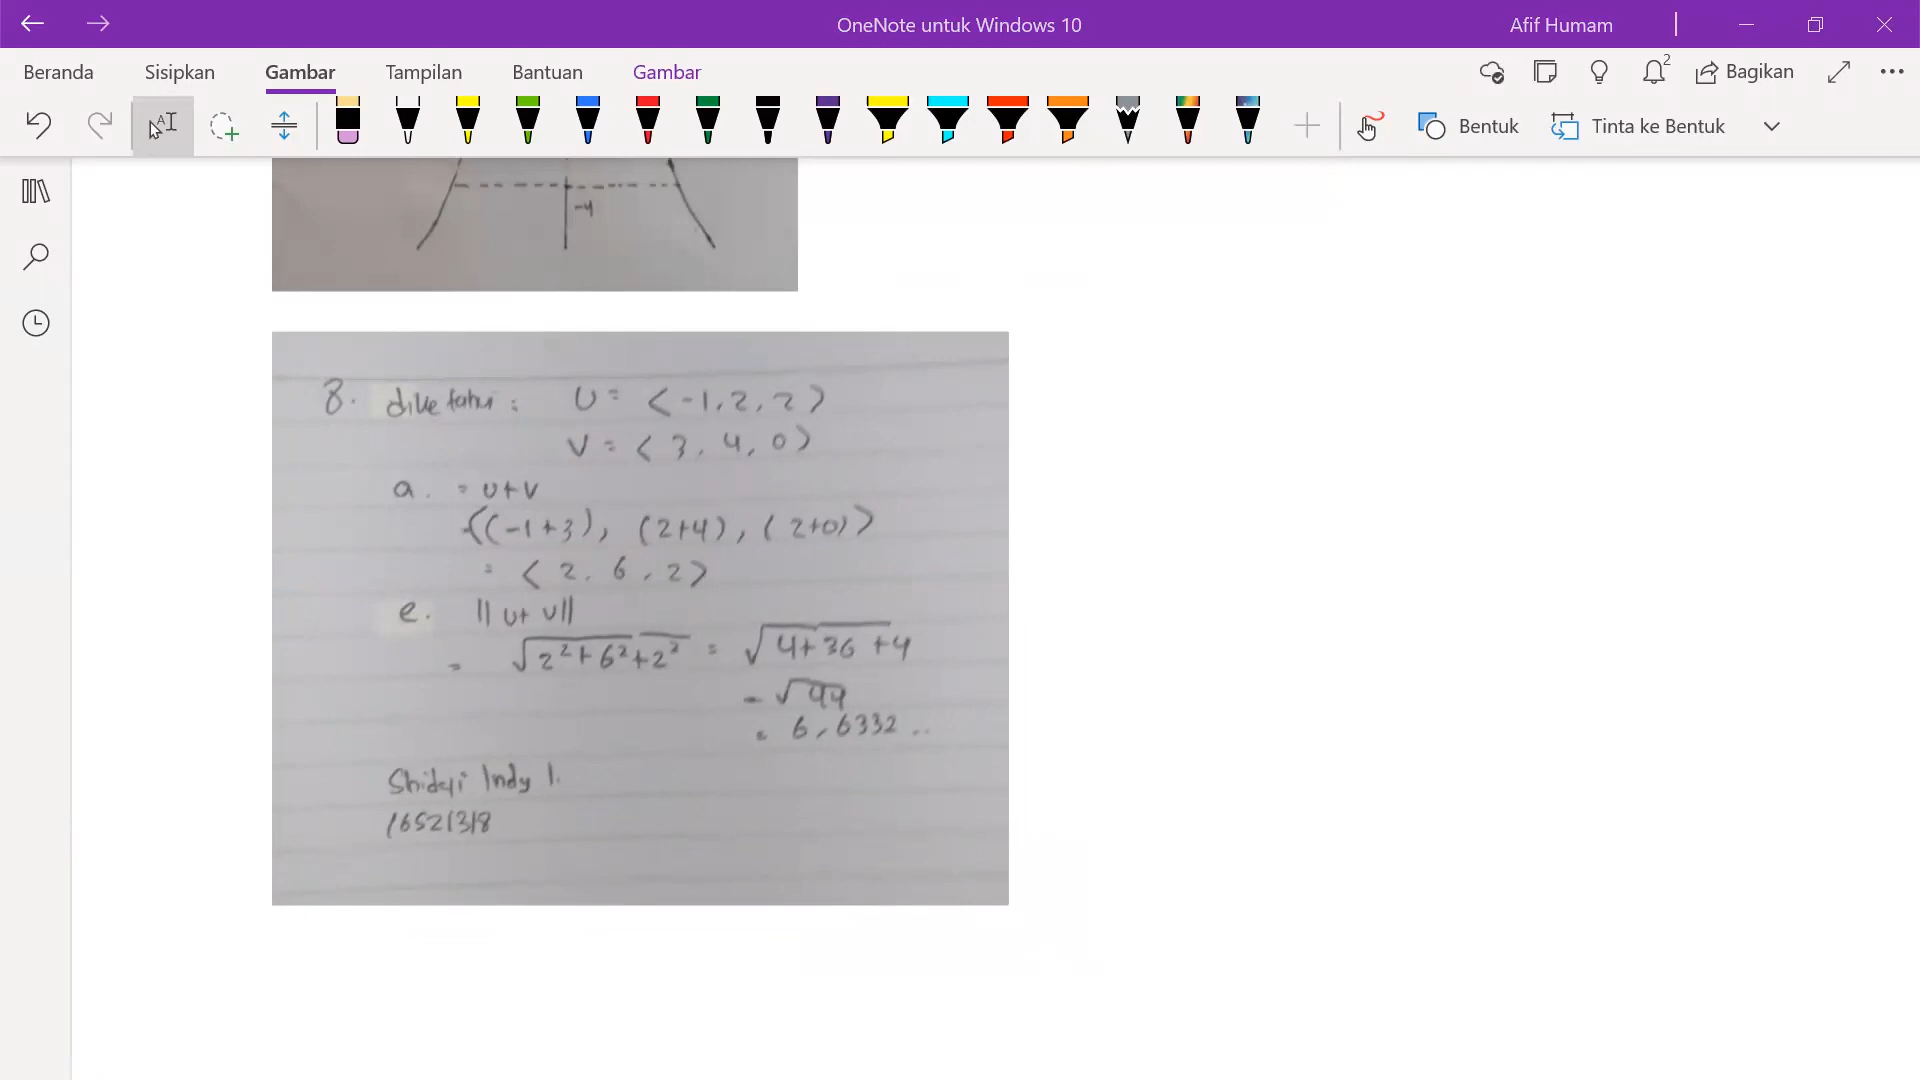 OneNote untuk Windows 10
Afif Humam
Beranda Sisipkan Gambar Tampilan Bantuan Gambar
2
Bagikan
Bentuk
Tinta ke Bentuk
-4
8. diketahui : U = < -1, 2, 2 >
V = < 3, 4, 0 >
a. = U+V
<(-1+3), (2+4), (2+0)>
= < 2, 6, 2 >
e. || U+ V ||
= √2²+6²+2² = √4+36+4
= √44
= 6,6332 ..
Indy I.
16521318